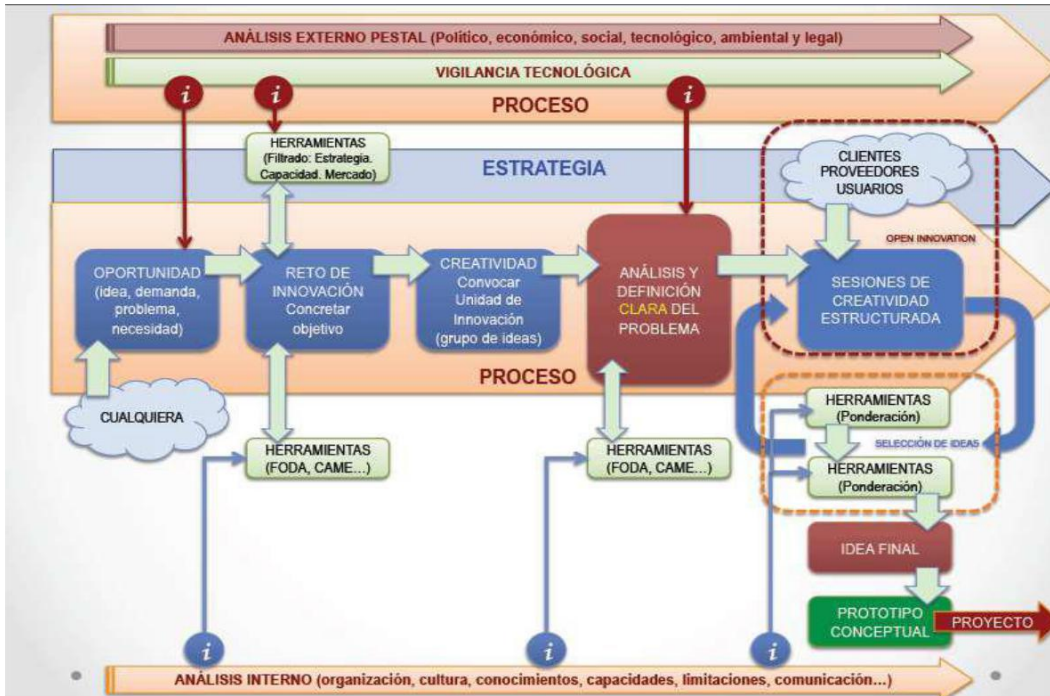 ANÁLISIS EXTERNO PESTAL (Político, económico, social, tecnológico, ambiental y legal)
VIGILANCIA TECNOLÓGICA
i
i
i
PROCESO
HERRAMIENTAS
(Filtrado: Estrategia.
Capacidad. Mercado)
ESTRATEGIA
CLIENTES
PROVEEDORES
USUARIOS
OPEN INNOVATION
OPORTUNIDAD
(idea, demanda,
problema,
necesidad)
RETO DE
INNOVACIÓN
Concretar
objetivo
CREATIVIDAD
Convocar
Unidad de
Innovación
(grupo de ideas)
ANÁLISIS Y
DEFINICIÓN
CLARA DEL
PROBLEMA
SESIONES DE
CREATIVIDAD
ESTRUCTURADA
PROCESO
CUALQUIERA
HERRAMIENTAS
(FODA, CAME...)
HERRAMIENTAS
(FODA, CAME...)
HERRAMIENTAS
(Ponderación)
SELECCIÓN DE IDEAS
HERRAMIENTAS
(Ponderación)
IDEA FINAL
PROTOTIPO
CONCEPTUAL
PROYECTO
i
i
i
ANÁLISIS INTERNO (organización, cultura, conocimientos, capacidades, limitaciones, comunicación...)